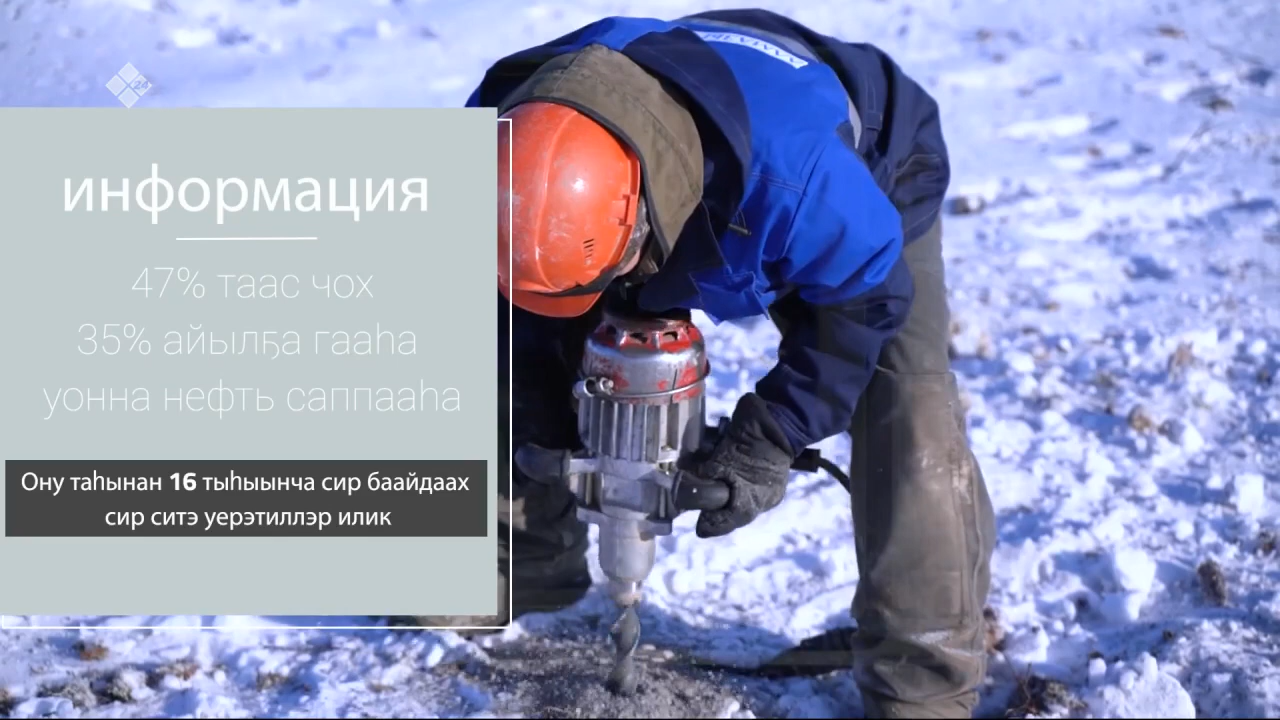 24
информация
47% таас чох
35% айылҕа гааһа
уонна нефть саппааһа
Ону таһынан 16 тыһыынча сир баайдаах
сир ситэ уерэтиллэр илик